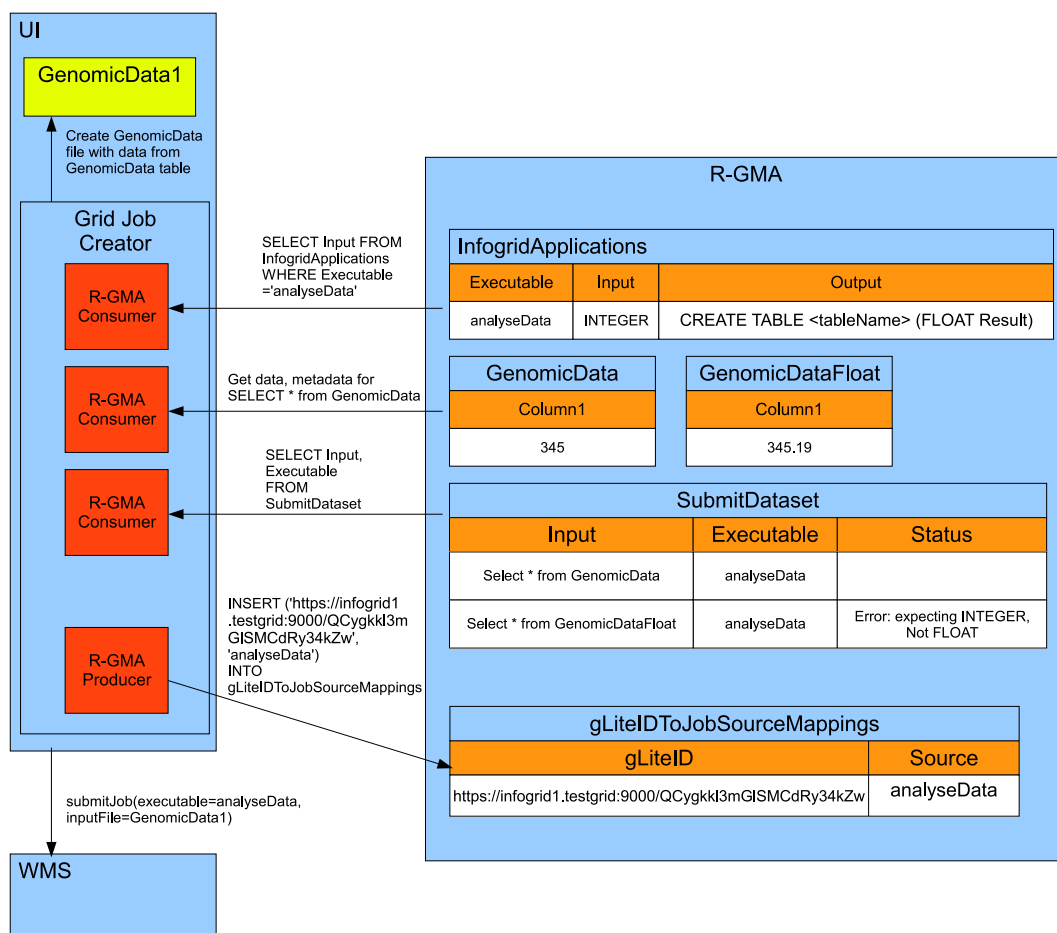 UI
GenomicData1
Create GenomicData
file with data from
GenomicData table
Grid Job
Creator
R-GMA
Consumer
R-GMA
Consumer
R-GMA
Consumer
R-GMA
Producer
SELECT Input FROM
InfogridApplications
WHERE Executable
='analyseData'
Get data, metadata for
SELECT * from GenomicData
SELECT Input,
Executable
FROM
SubmitDataset
INSERT ('https://infogrid1
.testgrid:9000/QCygkkl3m
GlSMCdRy34kZw',
'analyseData')
INTO
gLiteIDToJobSourceMappings
submitJob(executable=analyseData,
inputFile=GenomicData1)
WMS
R-GMA
InfogridApplications
Executable Input Output
analyseData INTEGER CREATE TABLE <tableName> (FLOAT Result)
GenomicData
Column1
345
GenomicDataFloat
Column1
345.19
SubmitDataset
Input Executable Status
Select * from GenomicData analyseData
Select * from GenomicDataFloat analyseData Error: expecting INTEGER,
Not FLOAT
gLiteIDToJobSourceMappings
gLiteID Source
https://infogrid1.testgrid:9000/QCygkkl3mGlSMCdRy34kZw analyseData